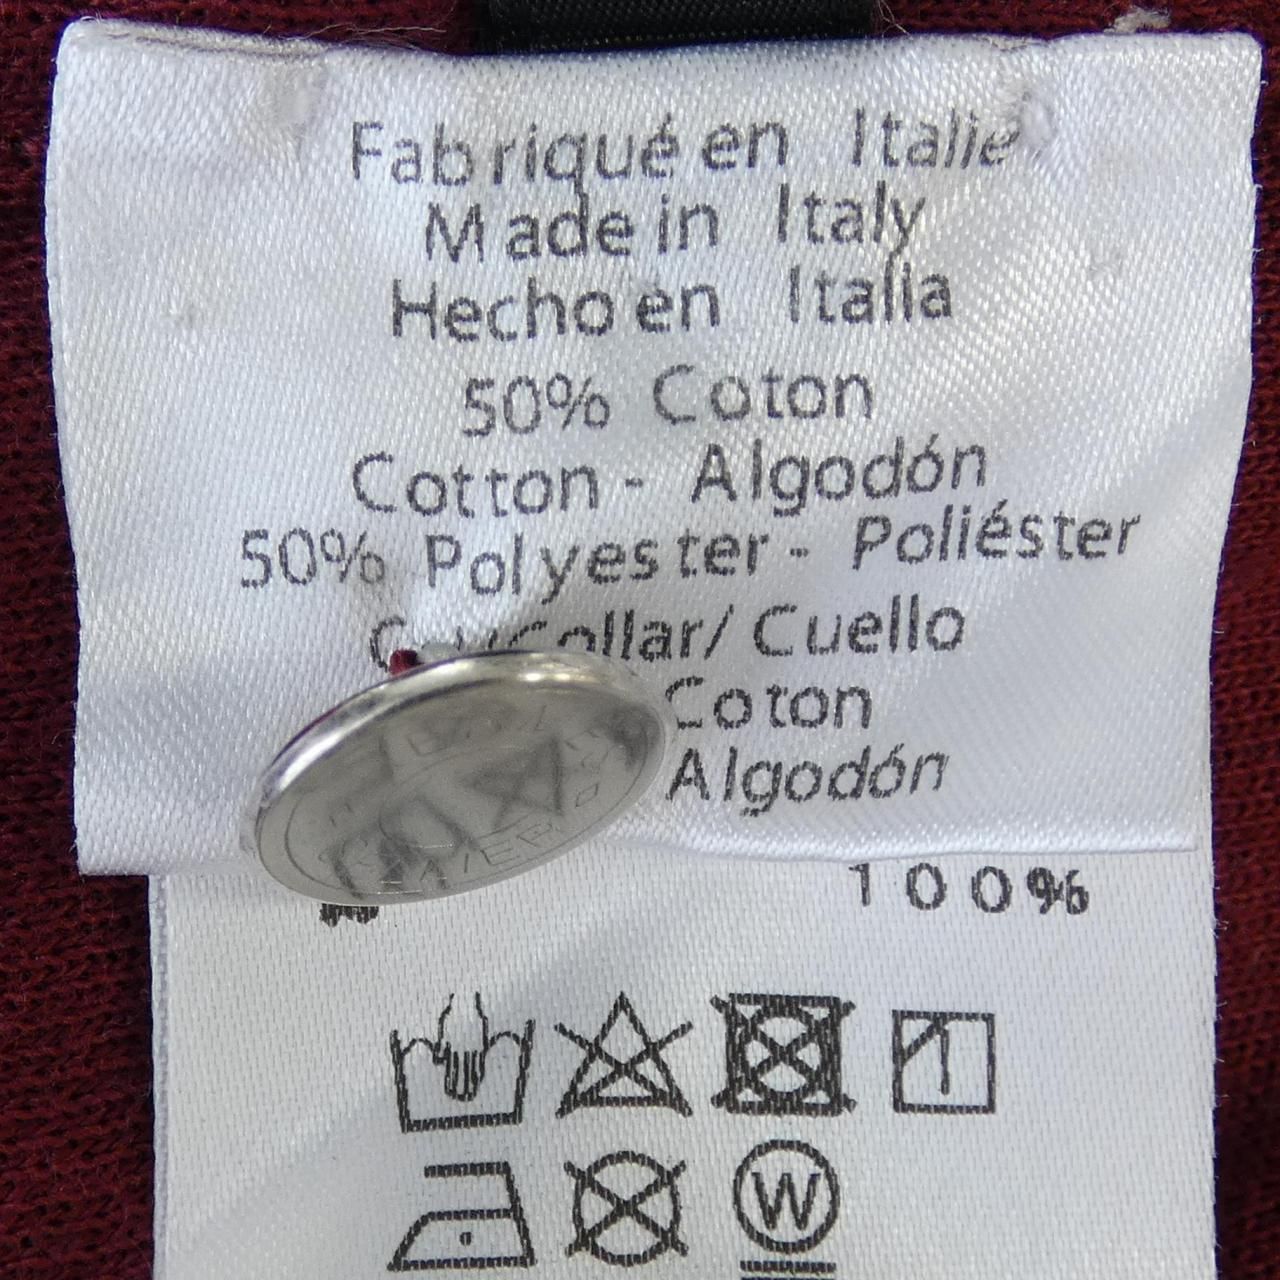 Fabriqué en Italie
Made in Italy
Hecho en Italia
50% Coton
Cotton - Algodón
50% Polyester - Poliéster
Collar/ Cuello
Coton
Algodón
100%
W